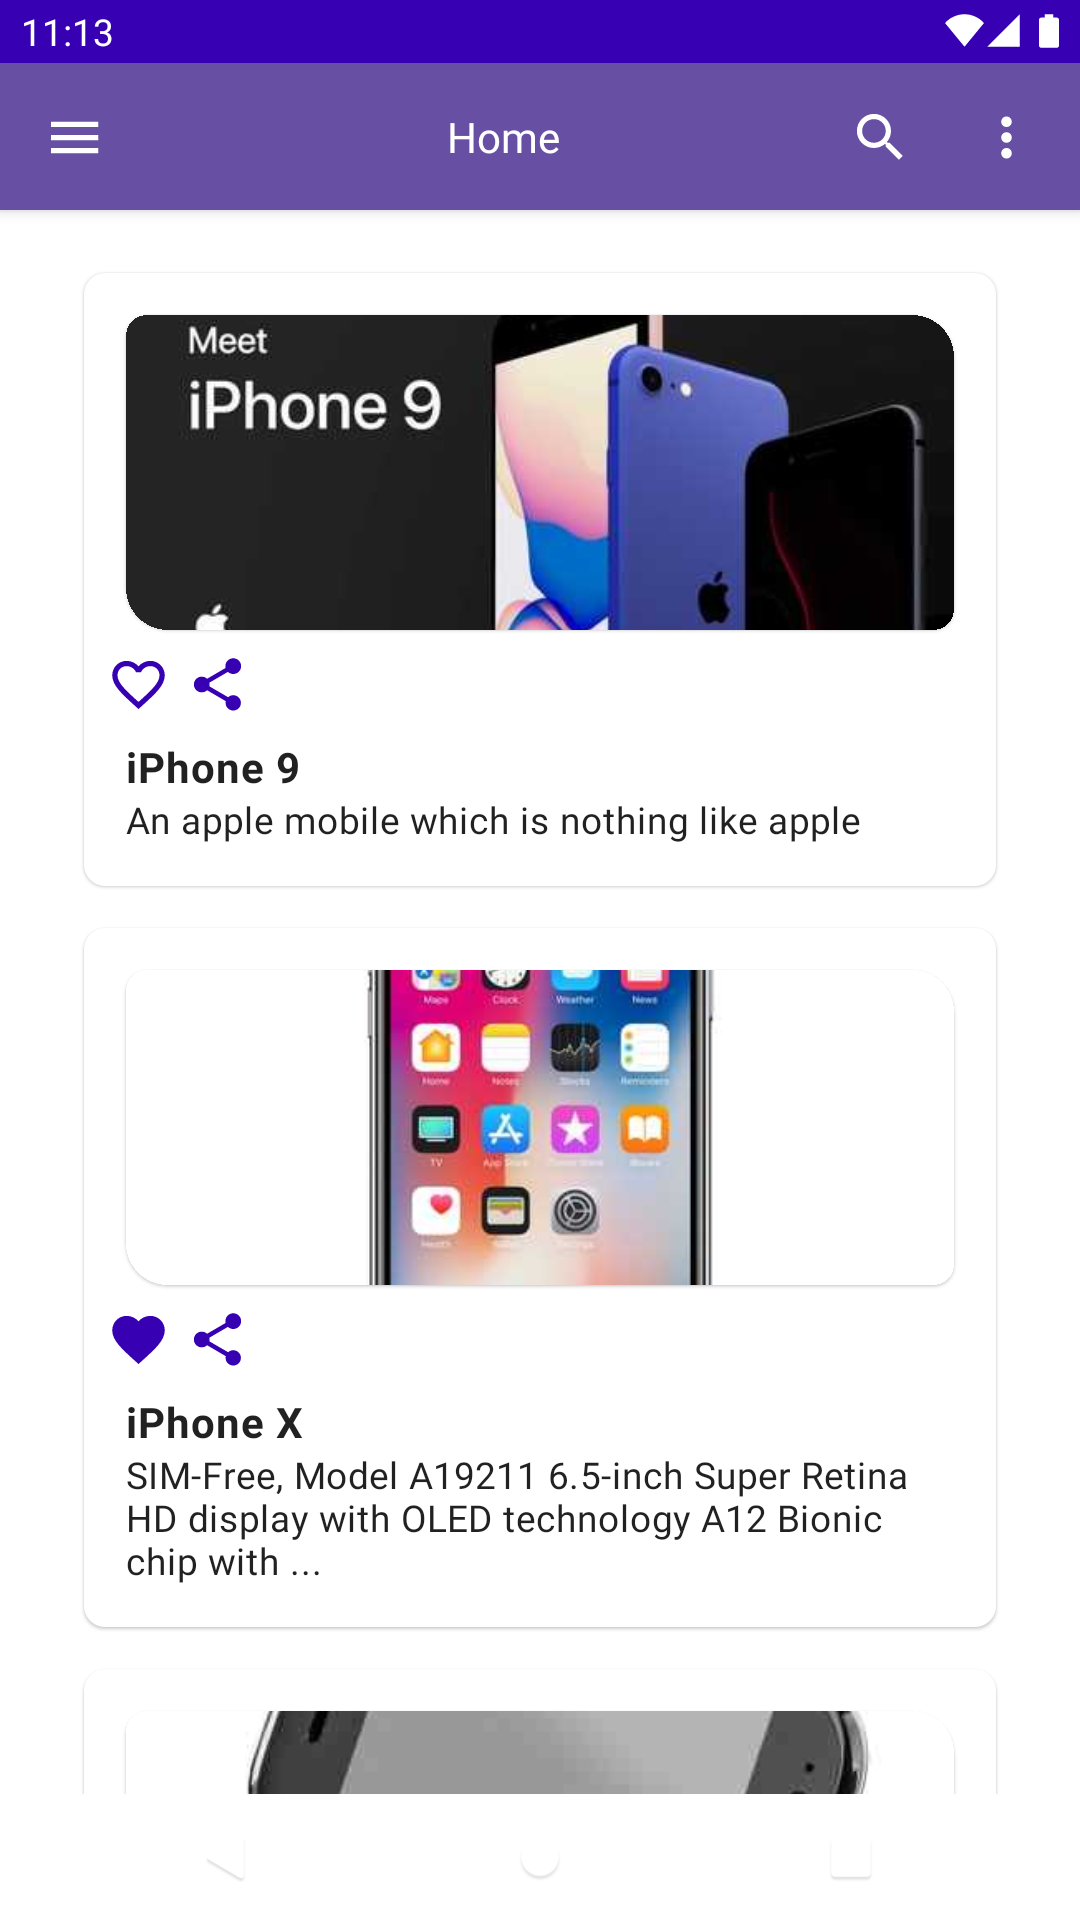 11:13
Home
Meet
iPhone 9
iPhone 9
An apple mobile which is nothing like apple
Maps Clock Weather News
Home Notes Stocks Reminders
TV App Store iTunes Store iBooks
Health
iPhone X
SIM-Free, Model A19211 6.5-inch Super Retina
HD display with OLED technology A12 Bionic
chip with ...